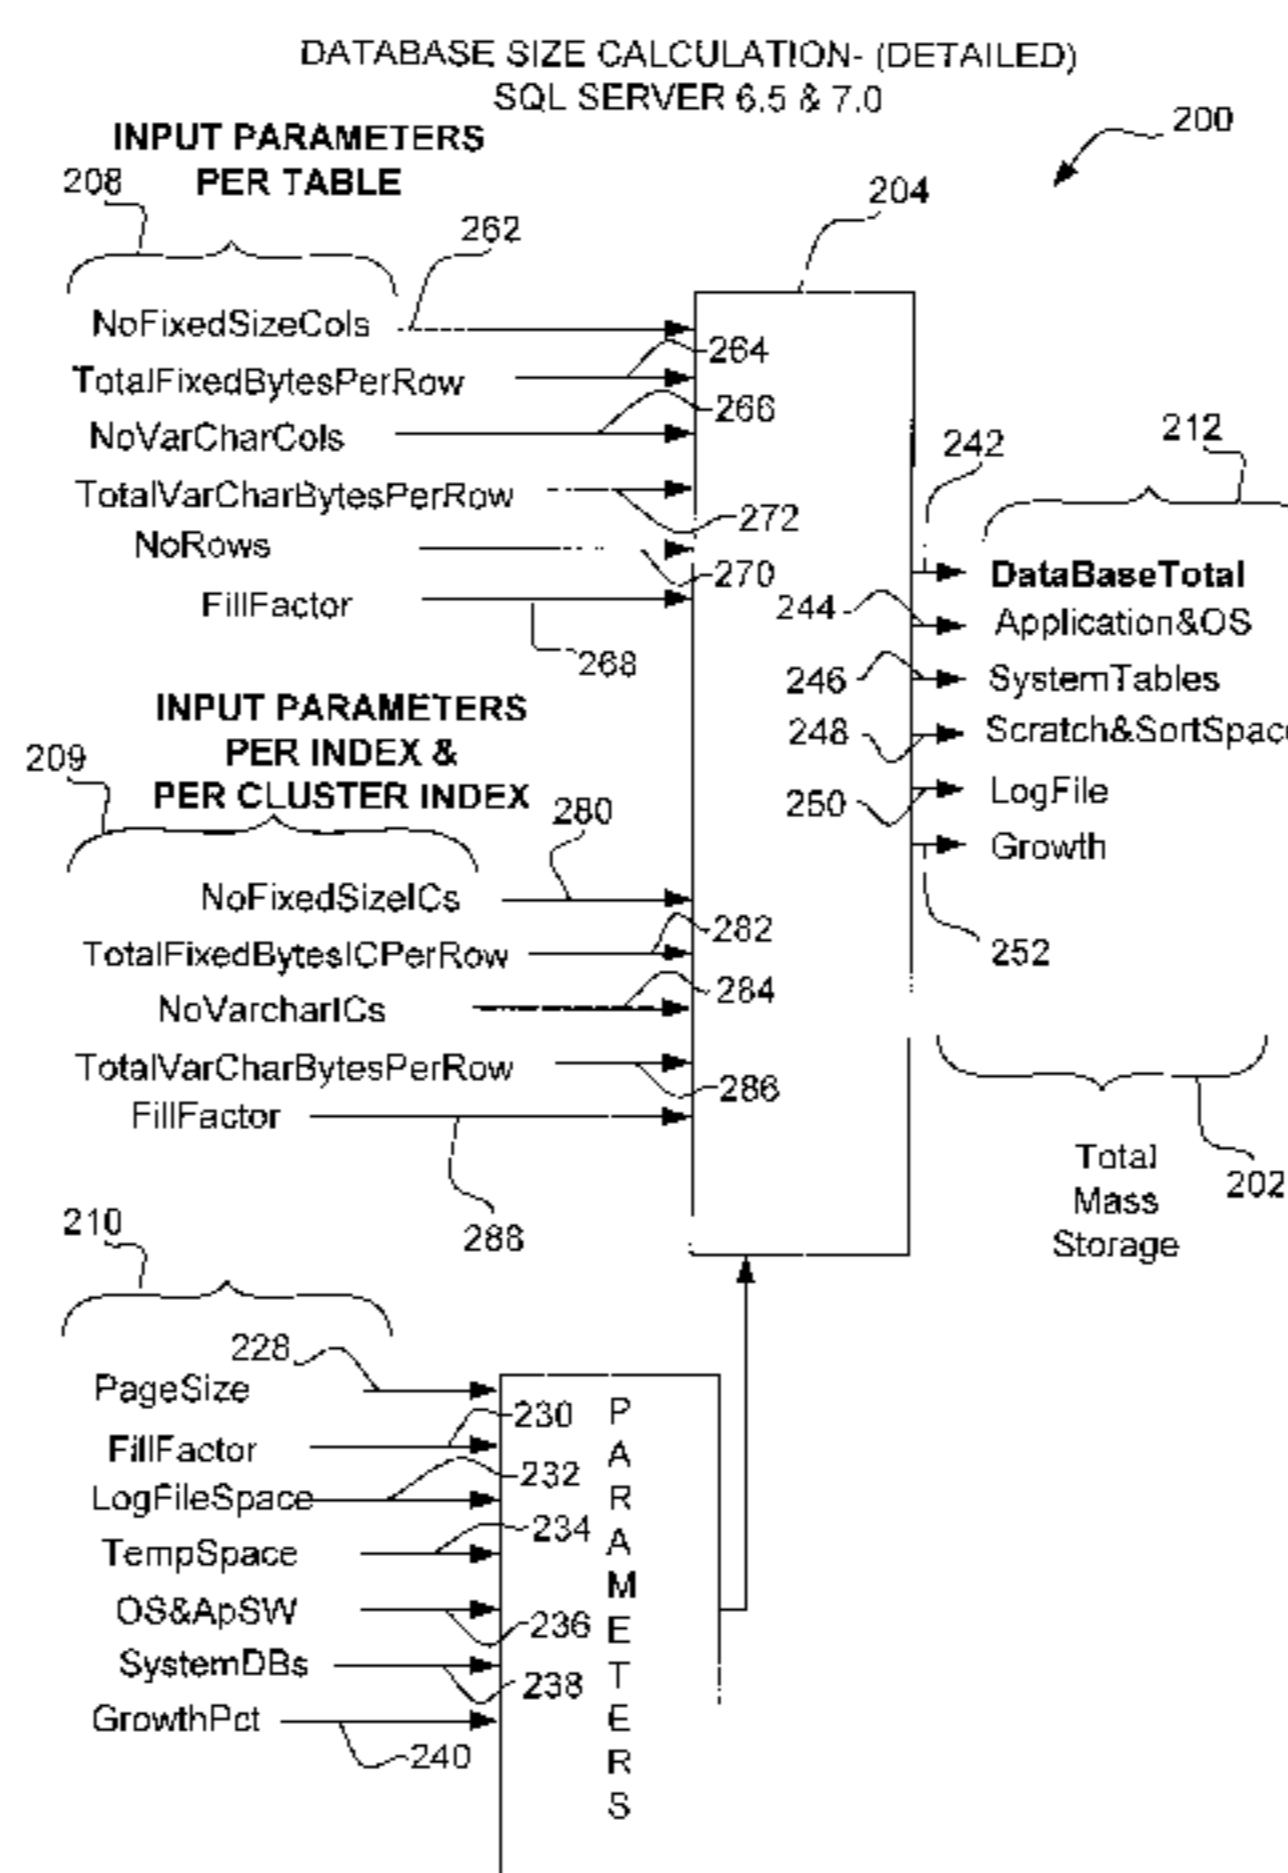 DATABASE SIZE CALCULATION- (DETAILED)
SQL SERVER 6.5 & 7.0
200
INPUT PARAMETERS
PER TABLE
208
204
262
NoFixedSizeCols
264
TotalFixedBytesPerRow
266
NoVarCharCols
TotalVarCharBytesPerRow
272
NoRows
270
FillFactor
268
242
212
DataBaseTotal
244
Application&OS
246
SystemTables
248
Scratch&SortSpace
250
LogFile
Growth
252
INPUT PARAMETERS
PER INDEX &
PER CLUSTER INDEX
209
280
NoFixedSizeICs
282
TotalFixedBytesICPerRow
284
NoVarcharICs
TotalVarCharBytesPerRow
286
FillFactor
288
Total
Mass
Storage
202
210
228
PageSize
230
FillFactor
232
LogFileSpace
234
TempSpace
OS&ApSW
236
SystemDBs
238
GrowthPct
240
PARAMETERS